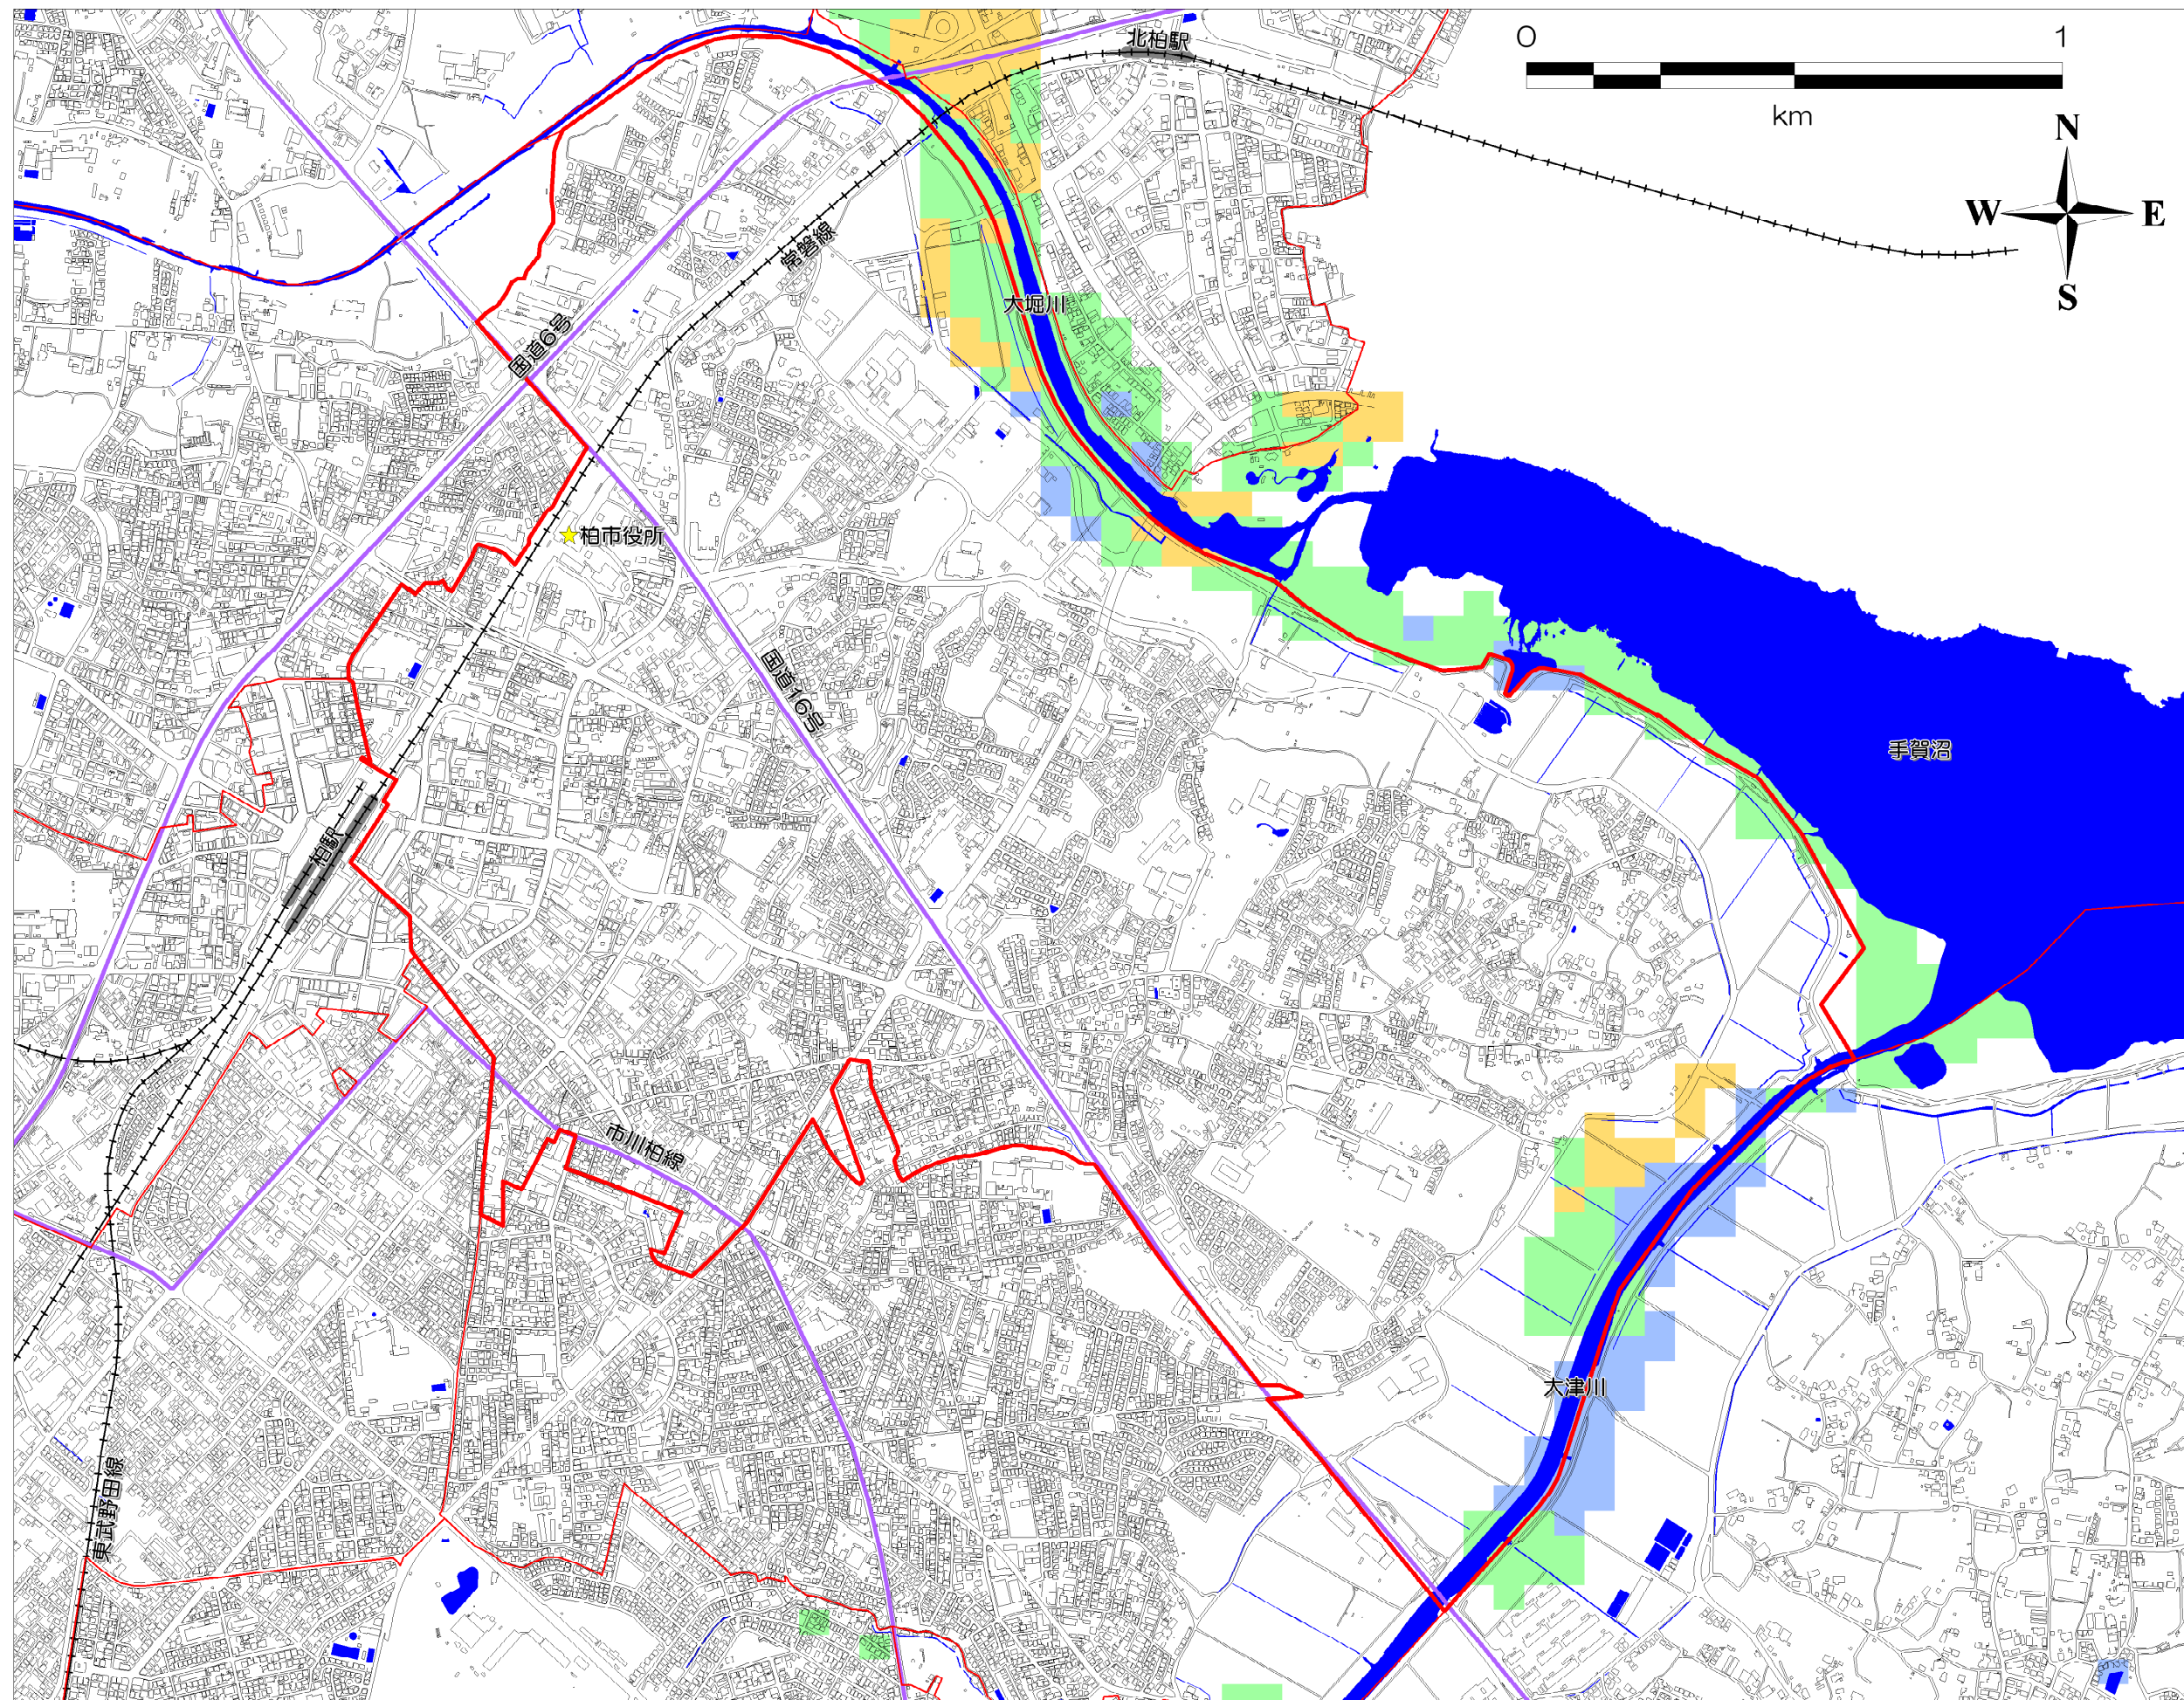 北柏駅
0 1
km
N
W E
S
常磐線
大堀川
国道6号
柏市役所
国道16号
手賀沼
柏駅
市川柏線
大津川
東武野田線